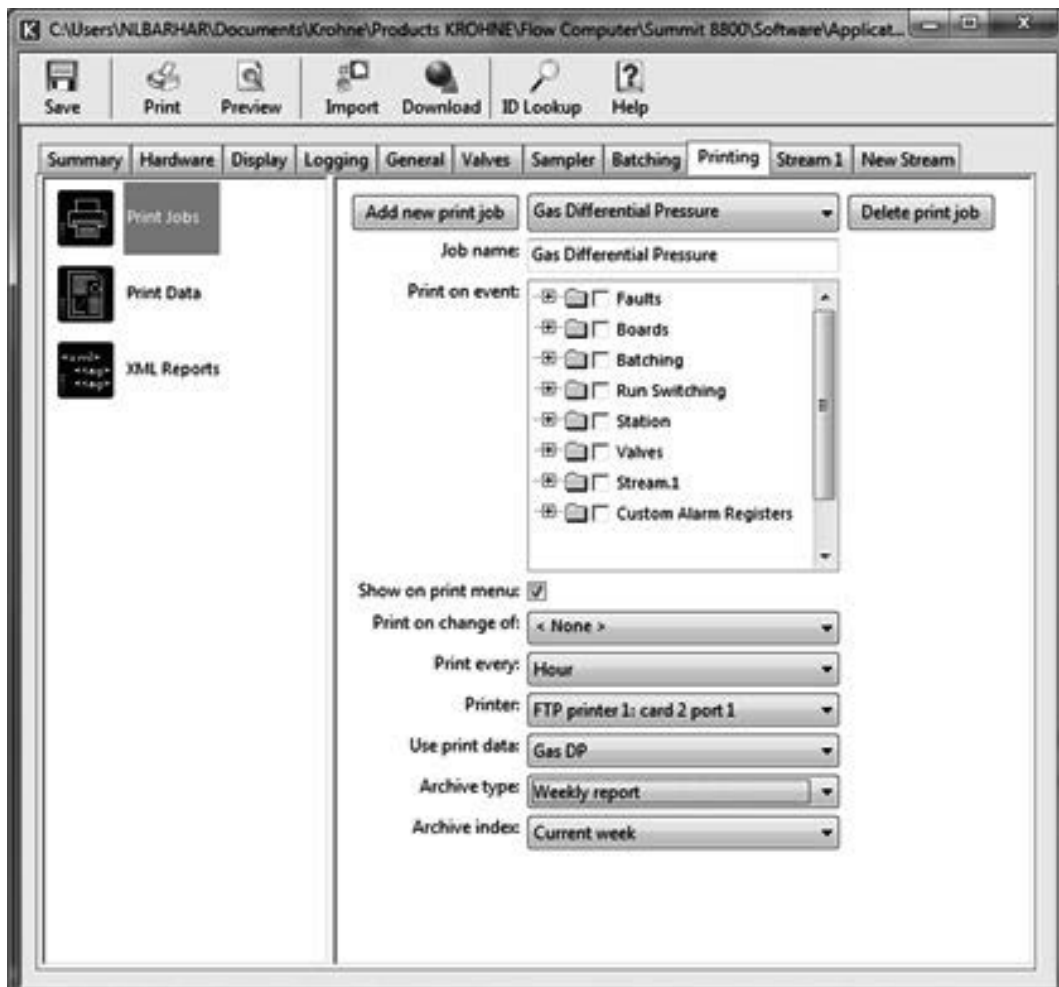 C:\Users\NLBARHAR\Documents\Krohne\Products KROHNE\Flow Computer\Summit 8800\Software\Applicat...
Save Print Preview Import Download ID Lookup Help
Summary Hardware Display Logging General Valves Sampler Batching Printing Stream 1 New Stream
Print Jobs
Print Data
XML Reports
Add new print job Gas Differential Pressure Delete print job
Job name: Gas Differential Pressure
Print on event:
Faults
Boards
Batching
Run Switching
Station
Valves
Stream.1
Custom Alarm Registers
Show on print menu:
Print on change of: < None >
Print every: Hour
Printer: FTP printer 1: card 2 port 1
Use print data: Gas DP
Archive type: Weekly report
Archive index: Current week